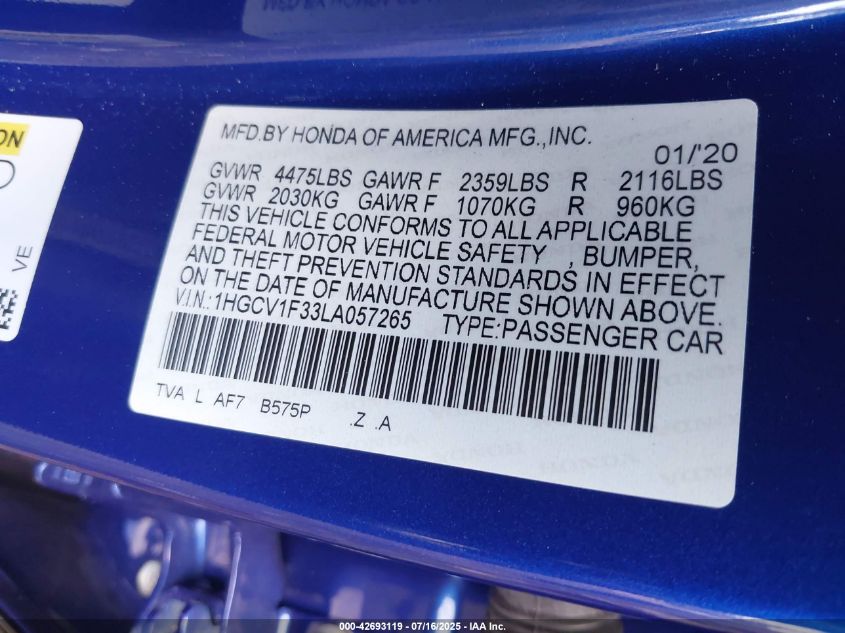 MFD.BY HONDA OF AMERICA MFG.,INC.
01/'20
GVWR 4475LBS GAWR F 2359LBS R 2116LBS
GVWR 2030KG GAWR F 1070KG R 960KG
THIS VEHICLE CONFORMS TO ALL APPLICABLE
FEDERAL MOTOR VEHICLE SAFETY , BUMPER,
AND THEFT PREVENTION STANDARDS IN EFFECT
ON THE DATE OF MANUFACTURE SHOWN ABOVE.
V.I.N.:1HGCV1F33LA057265 TYPE:PASSENGER CAR
TVA L AF7 B575P .Z .A
HONDA
ON
VE
000-42693119 - 07/16/2025 - IAA, Inc.